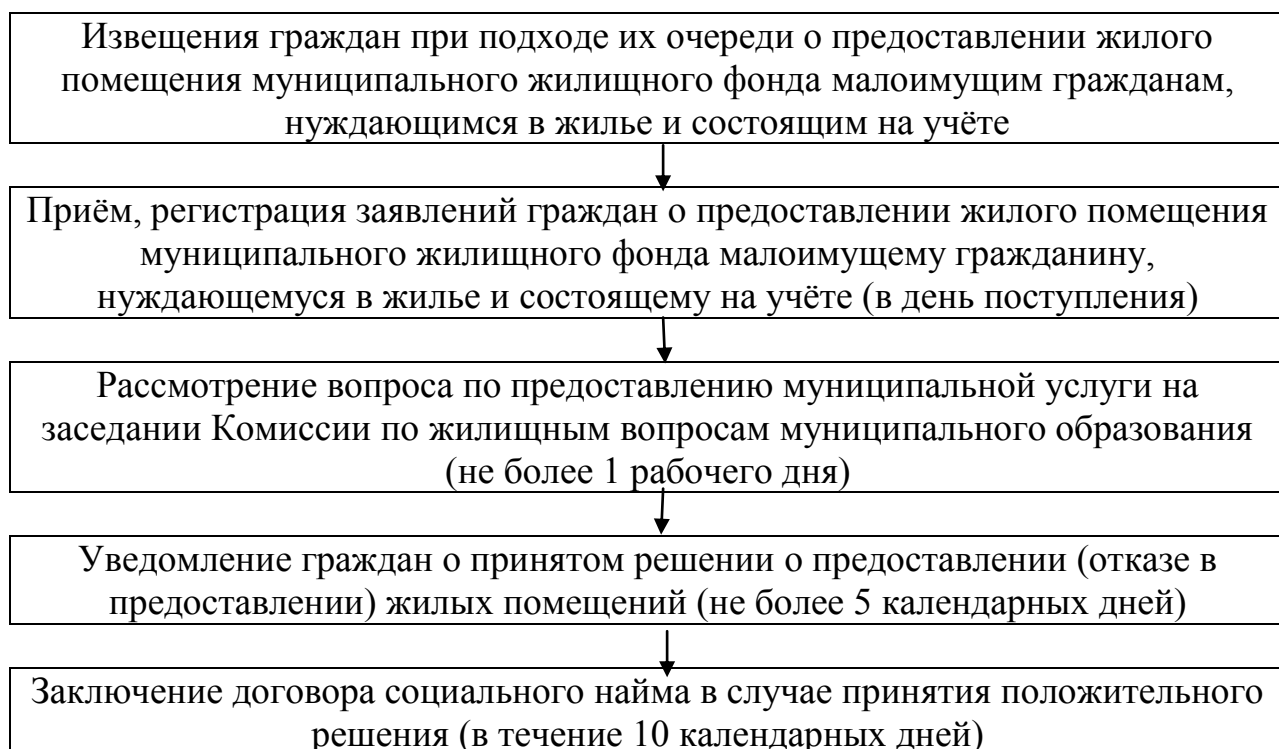 Извещения граждан при подходе их очереди о предоставлении жилого
помещения муниципального жилищного фонда малоимущим гражданам,
нуждающимся в жилье и состоящим на учёте
Приём, регистрация заявлений граждан о предоставлении жилого помещения
муниципального жилищного фонда малоимущему гражданину,
нуждающемуся в жилье и состоящему на учёте (в день поступления)
Рассмотрение вопроса по предоставлению муниципальной услуги на
заседании Комиссии по жилищным вопросам муниципального образования
(не более 1 рабочего дня)
Уведомление граждан о принятом решении о предоставлении (отказе в
предоставлении) жилых помещений (не более 5 календарных дней)
Заключение договора социального найма в случае принятия положительного
решения (в течение 10 календарных дней)